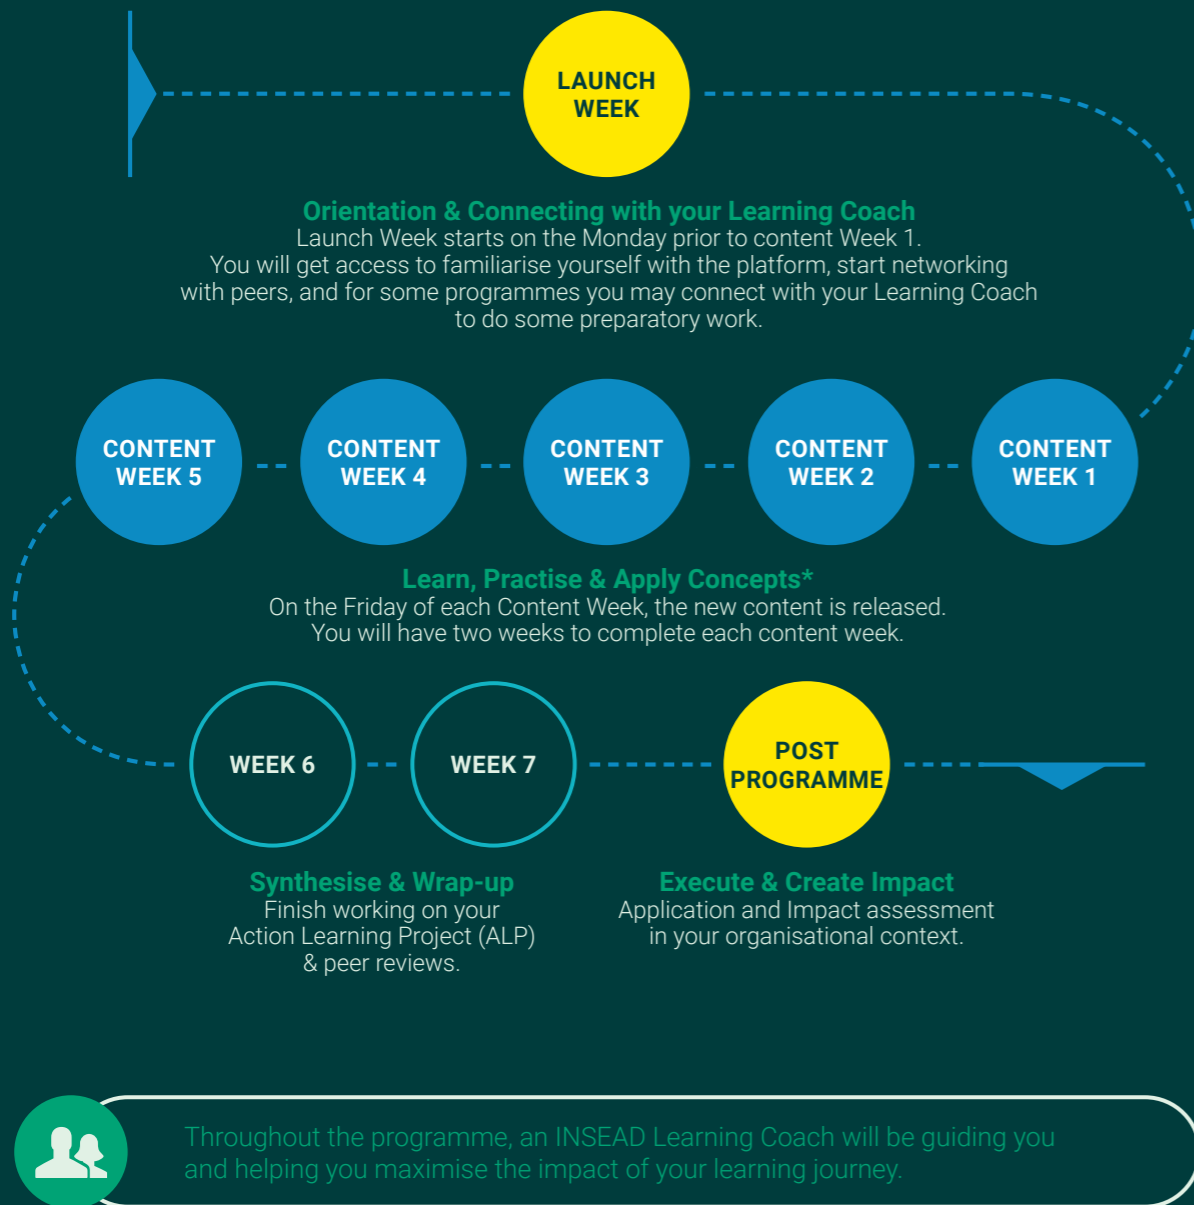 LAUNCH
WEEK
Orientation & Connecting with your Learning Coach
Launch Week starts on the Monday prior to content Week 1.
You will get access to familiarise yourself with the platform, start networking
with peers, and for some programmes you may connect with your Learning Coach
to do some preparatory work.
CONTENT
WEEK 5
CONTENT
WEEK 4
CONTENT
WEEK 3
CONTENT
WEEK 2
CONTENT
WEEK 1
Learn, Practise & Apply Concepts*
On the Friday of each Content Week, the new content is released.
You will have two weeks to complete each content week.
WEEK 6
WEEK 7
POST
PROGRAMME
Synthesise & Wrap-up
Finish working on your
Action Learning Project (ALP)
& peer reviews.
Execute & Create Impact
Application and Impact assessment
in your organisational context.
Throughout the programme, an INSEAD Learning Coach will be guiding you
and helping you maximise the impact of your learning journey.